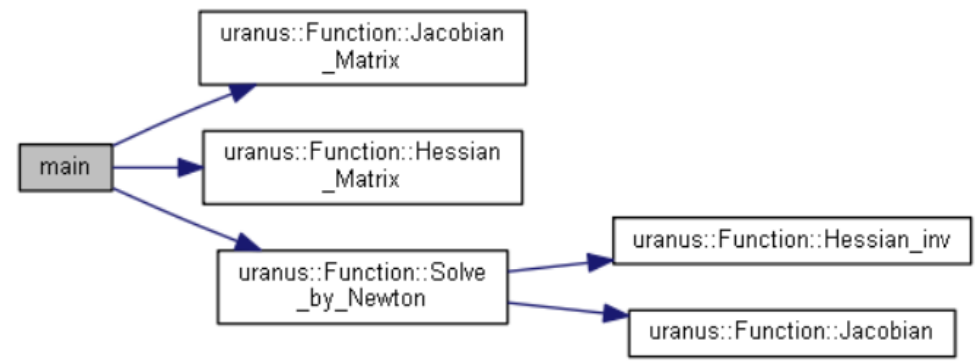 uranus::Function::Jacobian
_Matrix
main
uranus::Function::Hessian
_Matrix
uranus::Function::Solve
_by_Newton
uranus::Function::Hessian_inv
uranus::Function::Jacobian